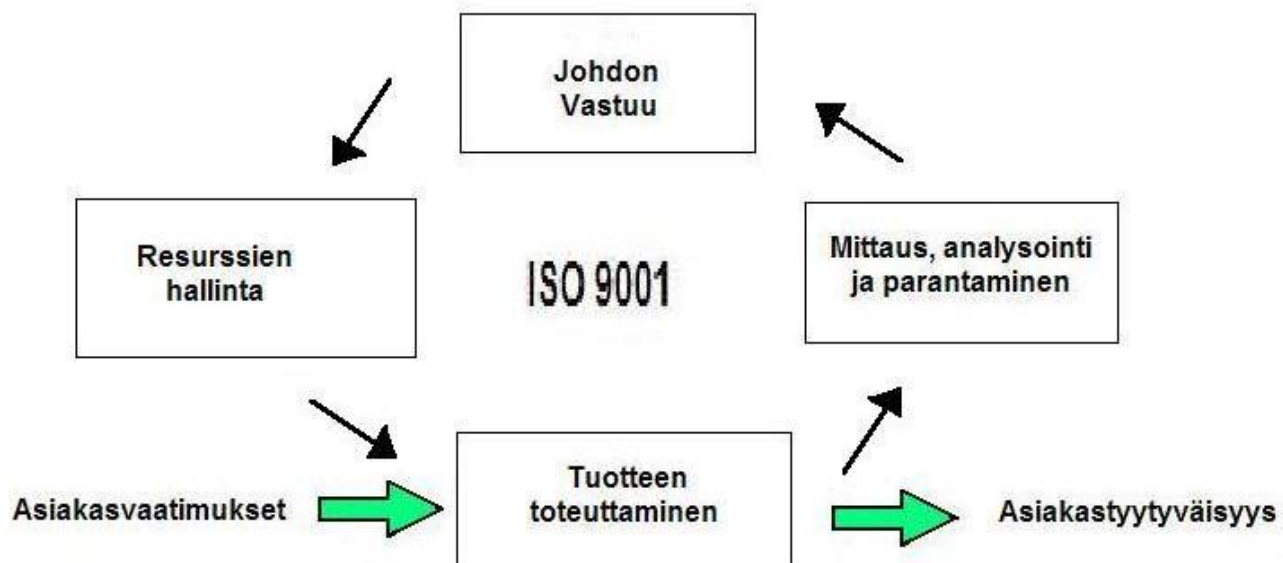 Johdon
Vastuu
Resurssien
hallinta
ISO 9001
Mittaus, analysointi
ja parantaminen
Asiakasvaatimukset
Tuotteen
toteuttaminen
Asiakastyytyväisyys